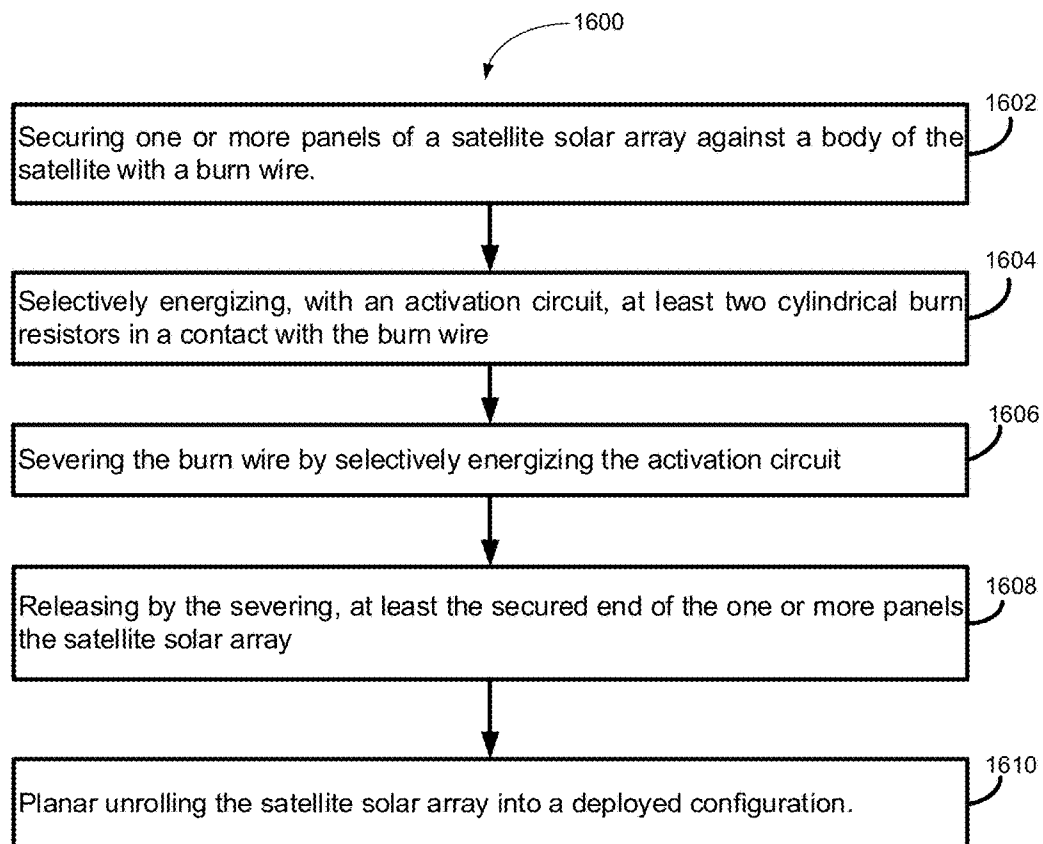 1600
1602
Securing one or more panels of a satellite solar array against a body of the
satellite with a burn wire.
1604
Selectively energizing, with an activation circuit, at least two cylindrical burn
resistors in a contact with the burn wire
1606
Severing the burn wire by selectively energizing the activation circuit
1608
Releasing by the severing, at least the secured end of the one or more panels
the satellite solar array
1610
Planar unrolling the satellite solar array into a deployed configuration.